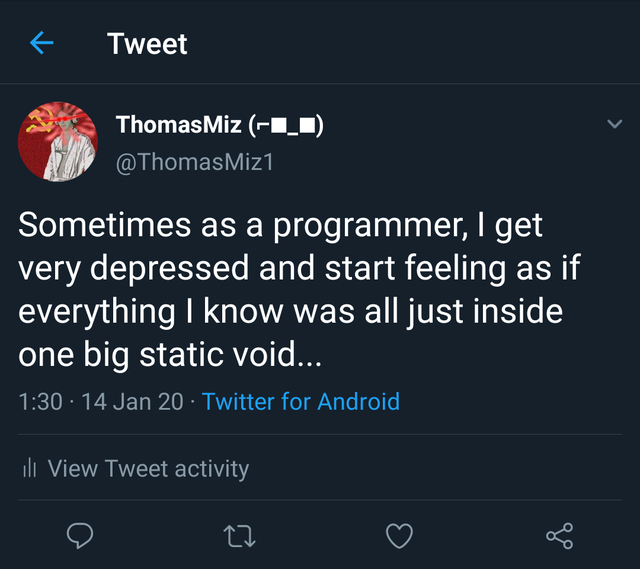 Tweet
ThomasMiz (⌐■_■)
@ThomasMiz1
Sometimes as a programmer, I get
very depressed and start feeling as if
everything I know was all just inside
one big static void...
1:30 · 14 Jan 20 · Twitter for Android
View Tweet activity